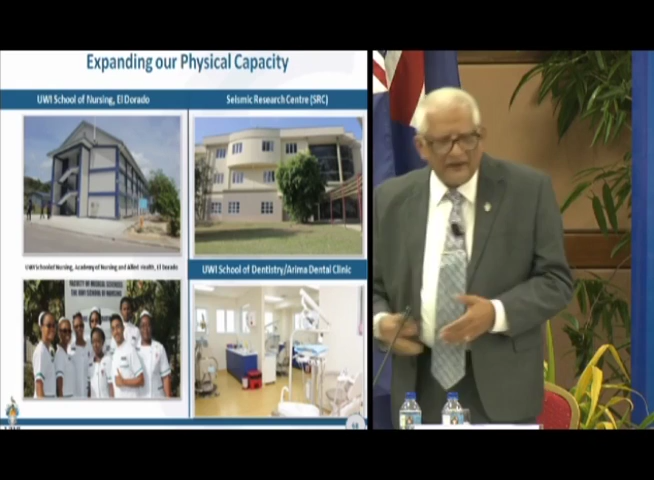 Expanding our Physical Capacity
UWI School of Nursing, El Dorado
Seismic Research Centre (SRC)
UWI School of Nursing, Academy of Nursing and Allied Health, El Dorado
UWI School of Dentistry/Arima Dental Clinic
FACULTY OF MEDICAL SCIENCES
THE UWI SCHOOL OF NURSING